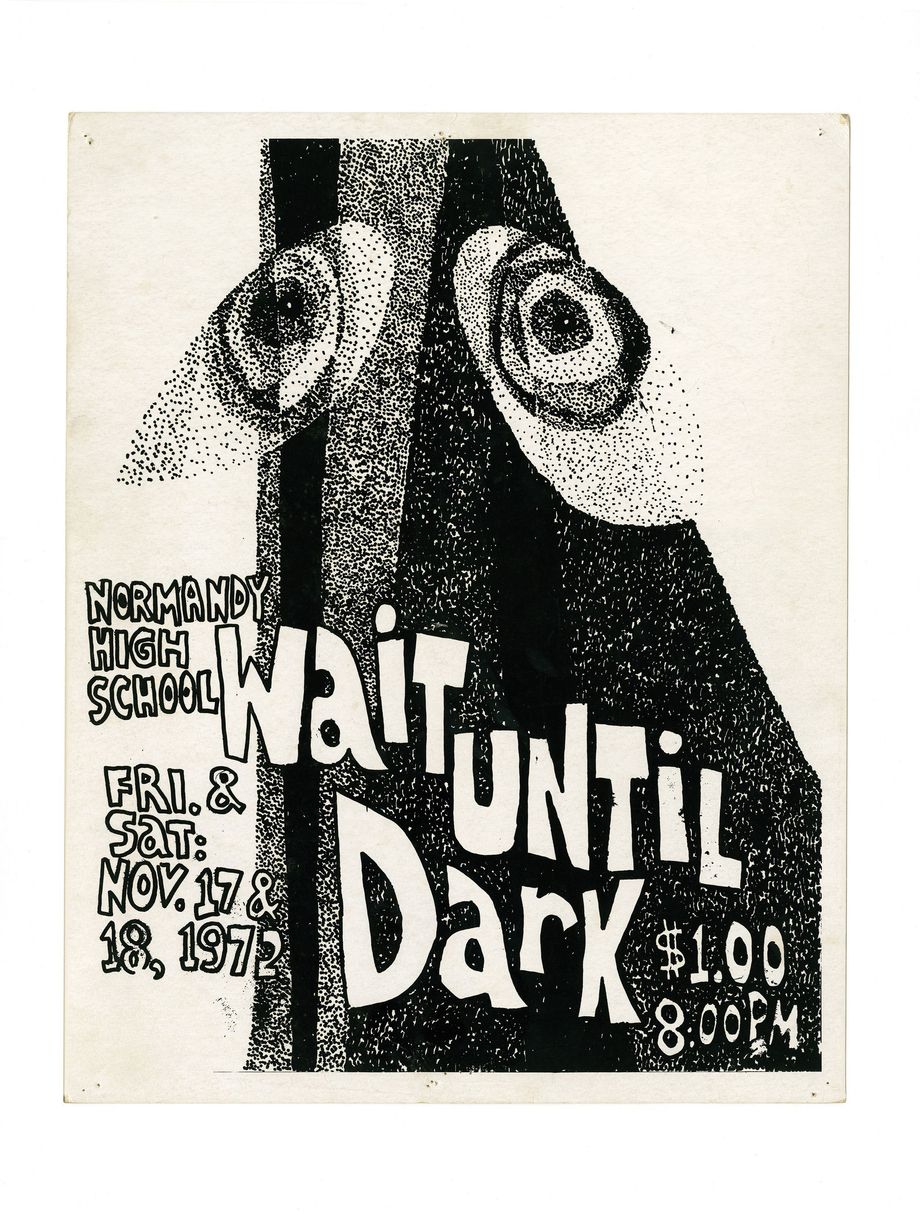 NORMANDY
HIGH
SCHOOL
Wait
UNTiL
Dark
FRI. &
Sat:
NOV. 17 &
18, 1972
$1.00
8:00PM